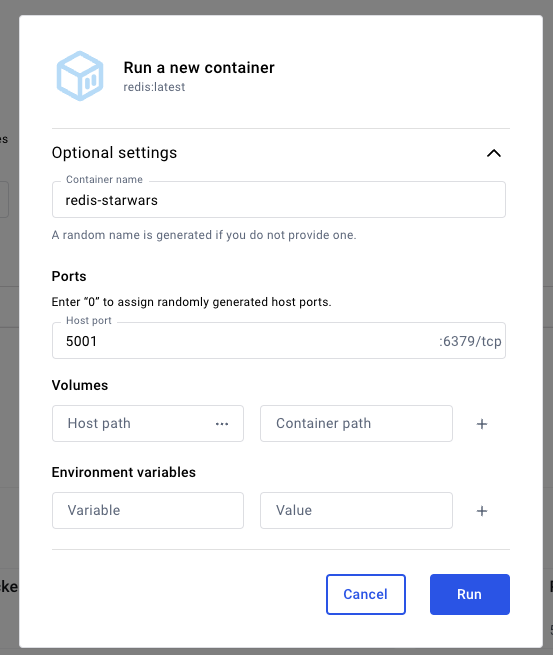 Run a new container
redis:latest
es
Optional settings
Container name
redis-starwars
A random name is generated if you do not provide one.
Ports
Enter “0” to assign randomly generated host ports.
Host port
5001 :6379/tcp
Volumes
Host path ... Container path +
Environment variables
Variable Value +
cke
Cancel Run